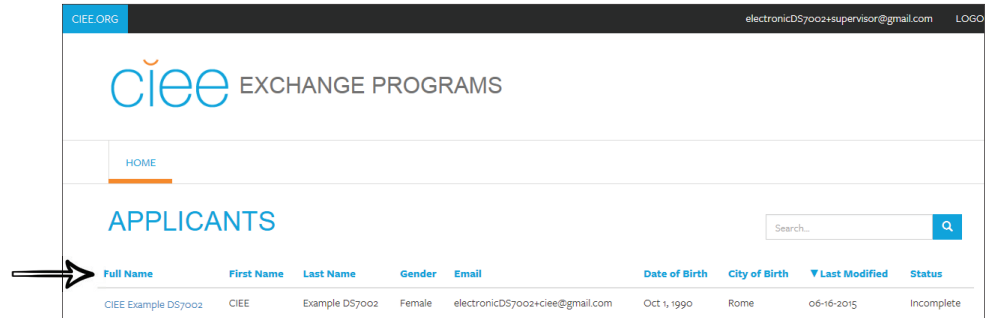 CIEE.ORG electronicDS7002+supervisor@gmail.com LOGO
ciee EXCHANGE PROGRAMS
HOME
APPLICANTS Search...
Full Name First Name Last Name Gender Email Date of Birth City of Birth ▼Last Modified Status
CIEE Example DS7002 CIEE Example DS7002 Female electronicDS7002+ciee@gmail.com Oct 1, 1990 Rome 06-16-2015 Incomplete